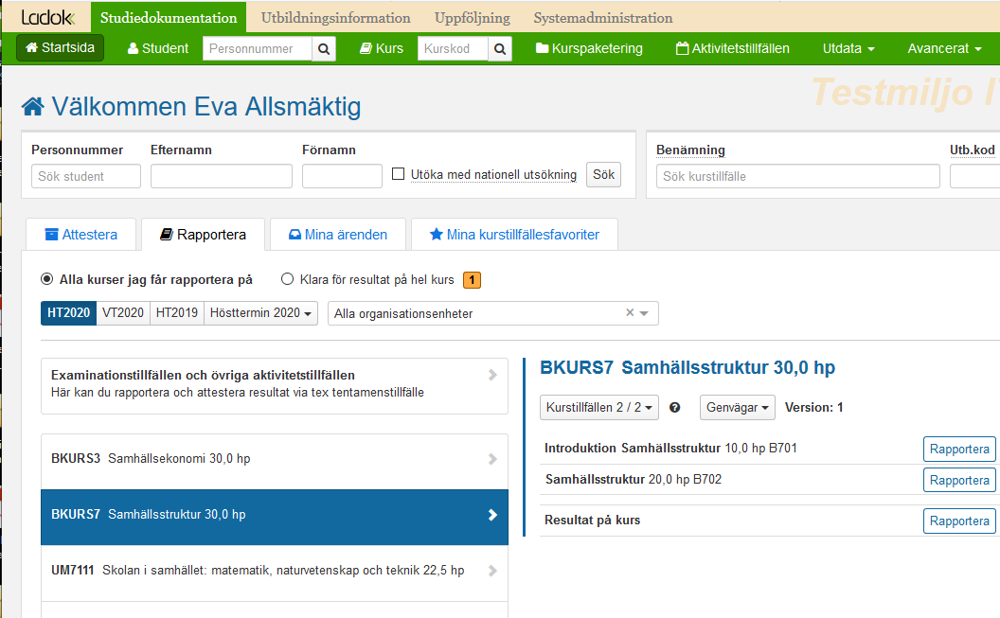 Ladok Studiedokumentation Utbildningsinformation Uppföljning Systemadministration
Startsida Student Personnummer Kurs Kurskod Kurspaketering Aktivitetstillfällen Utdata Avancerat
Testmiljo I
Välkommen Eva Allsmäktig
Personnummer Efternamn Förnamn
Sök student Utöka med nationell utsökning Sök
Benämning Utb.kod
Sök kurstillfälle
Attestera Rapportera Mina ärenden Mina kurstillfällesfavoriter
Alla kurser jag får rapportera på Klara för resultat på hel kurs 1
HT2020 VT2020 HT2019 Hösttermin 2020 Alla organisationsenheter
Examinationstillfällen och övriga aktivitetstillfällen
Här kan du rapportera och attestera resultat via tex tentamenstillfälle
BKURS3 Samhällsekonomi 30,0 hp
BKURS7 Samhällsstruktur 30,0 hp
UM7111 Skolan i samhället: matematik, naturvetenskap och teknik 22,5 hp
BKURS7 Samhällsstruktur 30,0 hp
Kurstillfällen 2 / 2 Genvägar Version: 1
Introduktion Samhällsstruktur 10,0 hp B701 Rapportera
Samhällsstruktur 20,0 hp B702 Rapportera
Resultat på kurs Rapportera